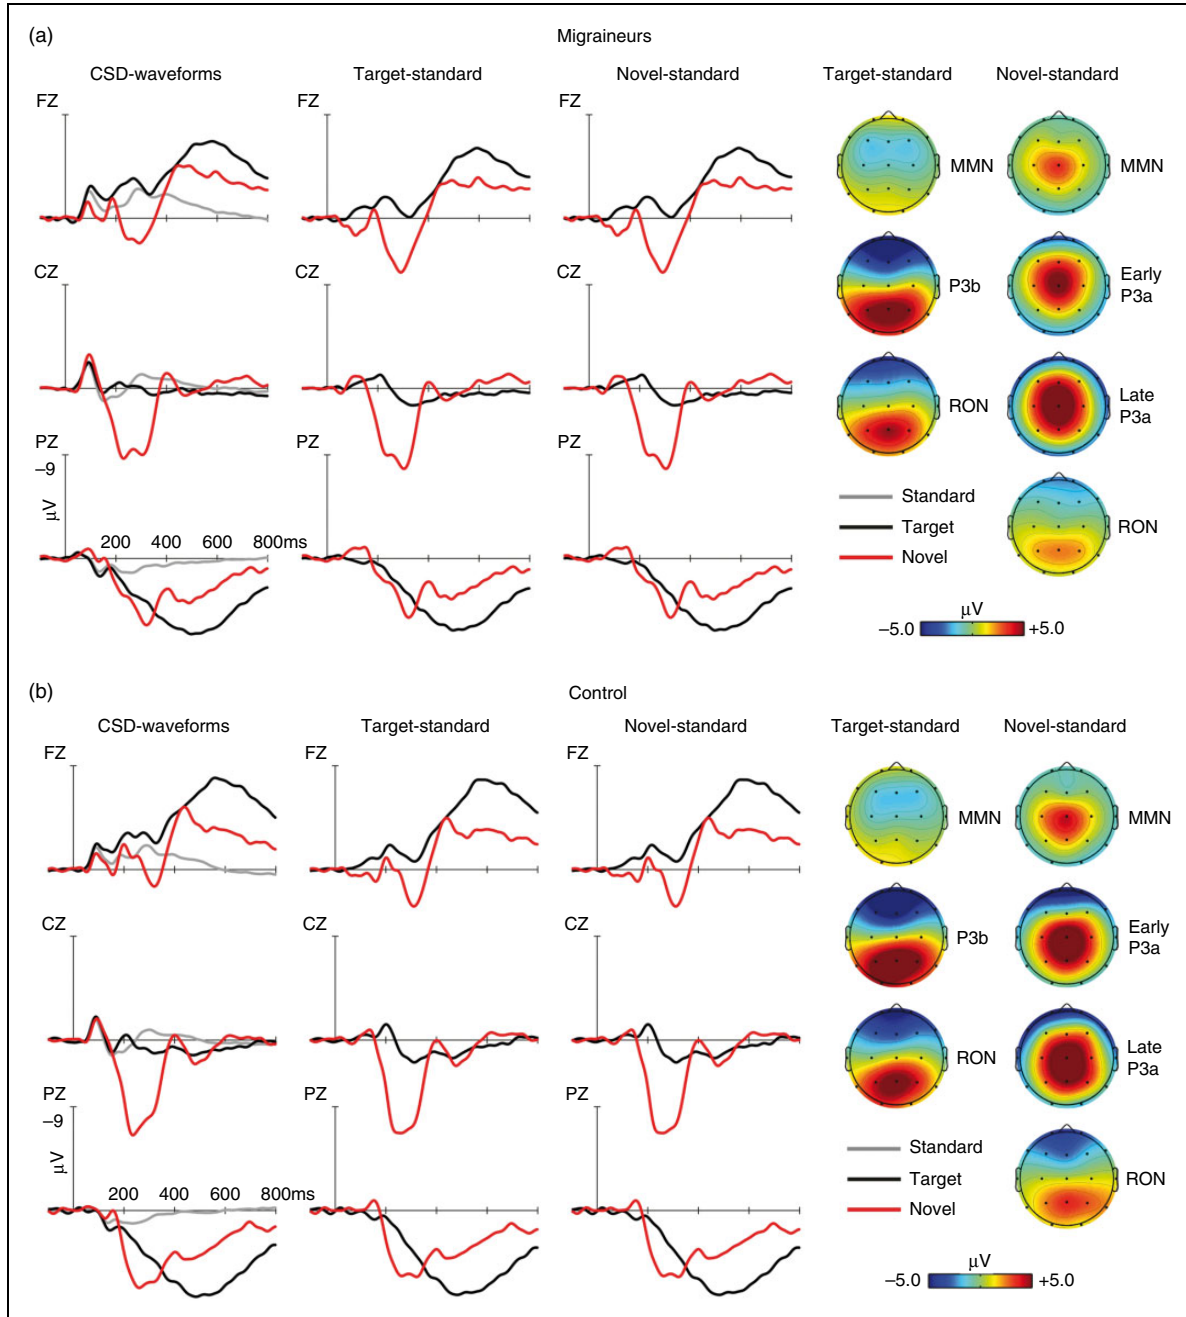 (a)
Migraineurs
CSD-waveforms
Target-standard
Novel-standard
Target-standard
Novel-standard
FZ
FZ
FZ
MMN
MMN
CZ
CZ
CZ
P3b
Early
P3a
RON
Late
P3a
PZ
PZ
PZ
−9
μV
200
400
600
800ms
Standard
Target
Novel
RON
μV
−5.0
+5.0
(b)
Control
CSD-waveforms
Target-standard
Novel-standard
Target-standard
Novel-standard
FZ
FZ
FZ
MMN
MMN
CZ
CZ
CZ
P3b
Early
P3a
RON
Late
P3a
PZ
PZ
PZ
−9
μV
200
400
600
800ms
Standard
Target
Novel
RON
μV
−5.0
+5.0